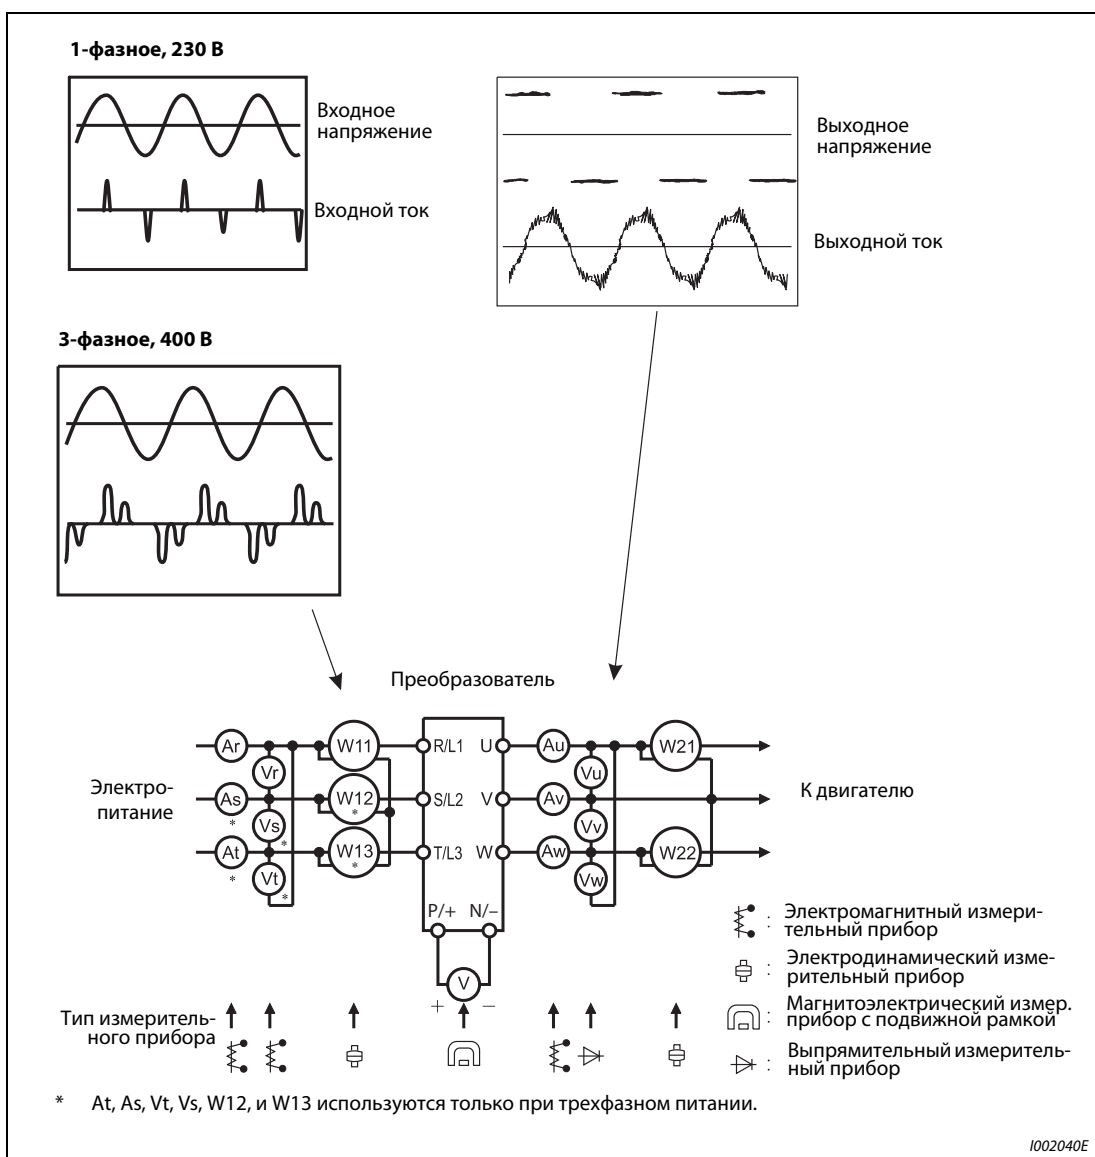 1-фазное, 230 В
Входное
напряжение
Входной ток
Выходное
напряжение
Выходной ток
3-фазное, 400 В
Преобразователь
Электро-
питание
Ar
As
*
At
*
Vr
Vs
*
Vt
*
W11
W12
*
W13
*
R/L1
S/L2
T/L3
U
V
W
P/+ N/–
V
+ –
Au
Av
Aw
Vu
Vv
Vw
W21
W22
К двигателю
: Электромагнитный измери-
тельный прибор
: Электродинамический изме-
рительный прибор
: Магнитоэлектрический измер.
прибор с подвижной рамкой
: Выпрямительный измеритель-
ный прибор
Тип измеритель-
ного прибора
* At, As, Vt, Vs, W12, и W13 используются только при трехфазном питании.
I002040E